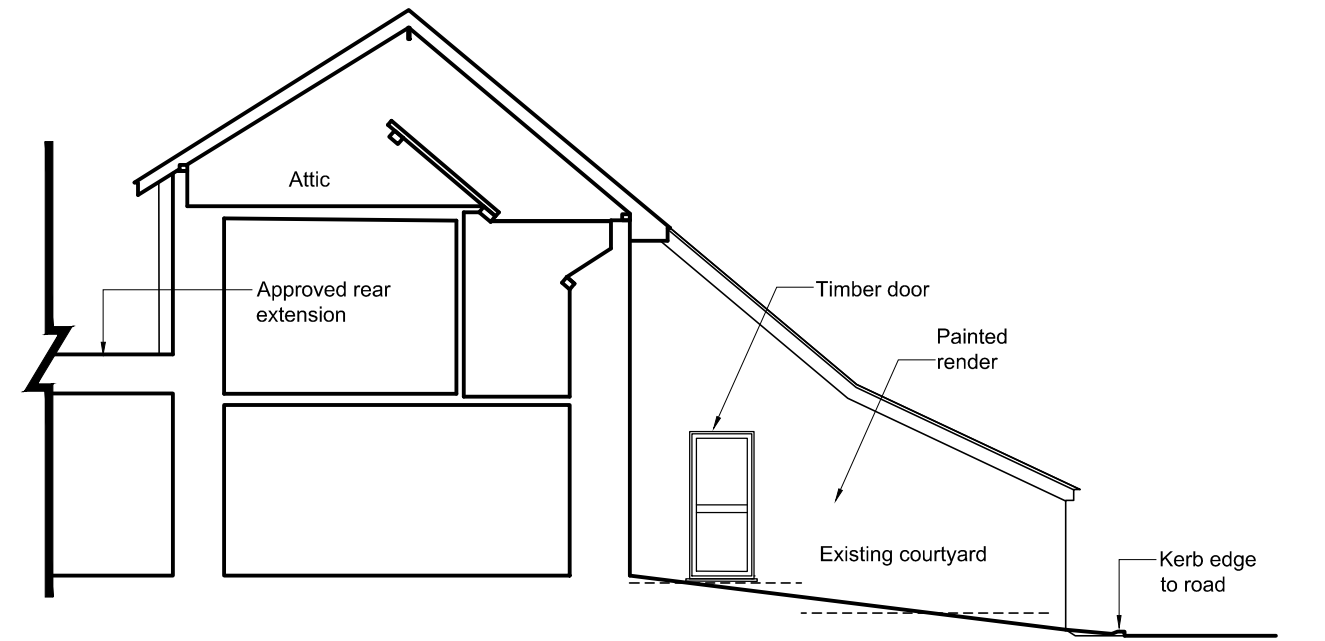 Attic
Approved rear
extension
Timber door
Painted
render
Existing courtyard
Kerb edge
to road